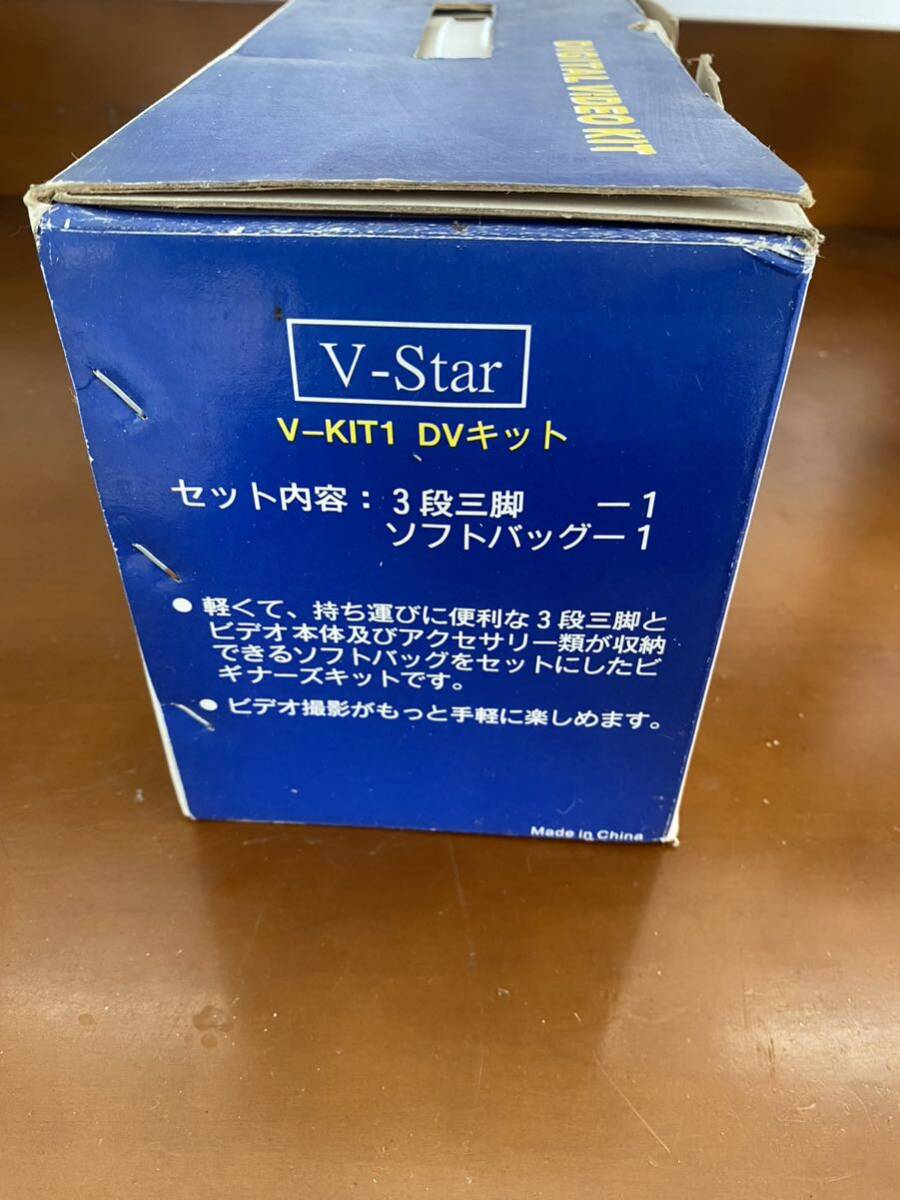 DIGITAL VIDEO KIT
V-Star
V-KIT1 DVキット
セット内容：3段三脚 ー1
ソフトバッグー1
● 軽くて、持ち運びに便利な3段三脚と
ビデオ本体及びアクセサリー類が収納
できるソフトバッグをセットにしたビ
ギナーズキットです。
● ビデオ撮影がもっと手軽に楽しめます。
Made in China